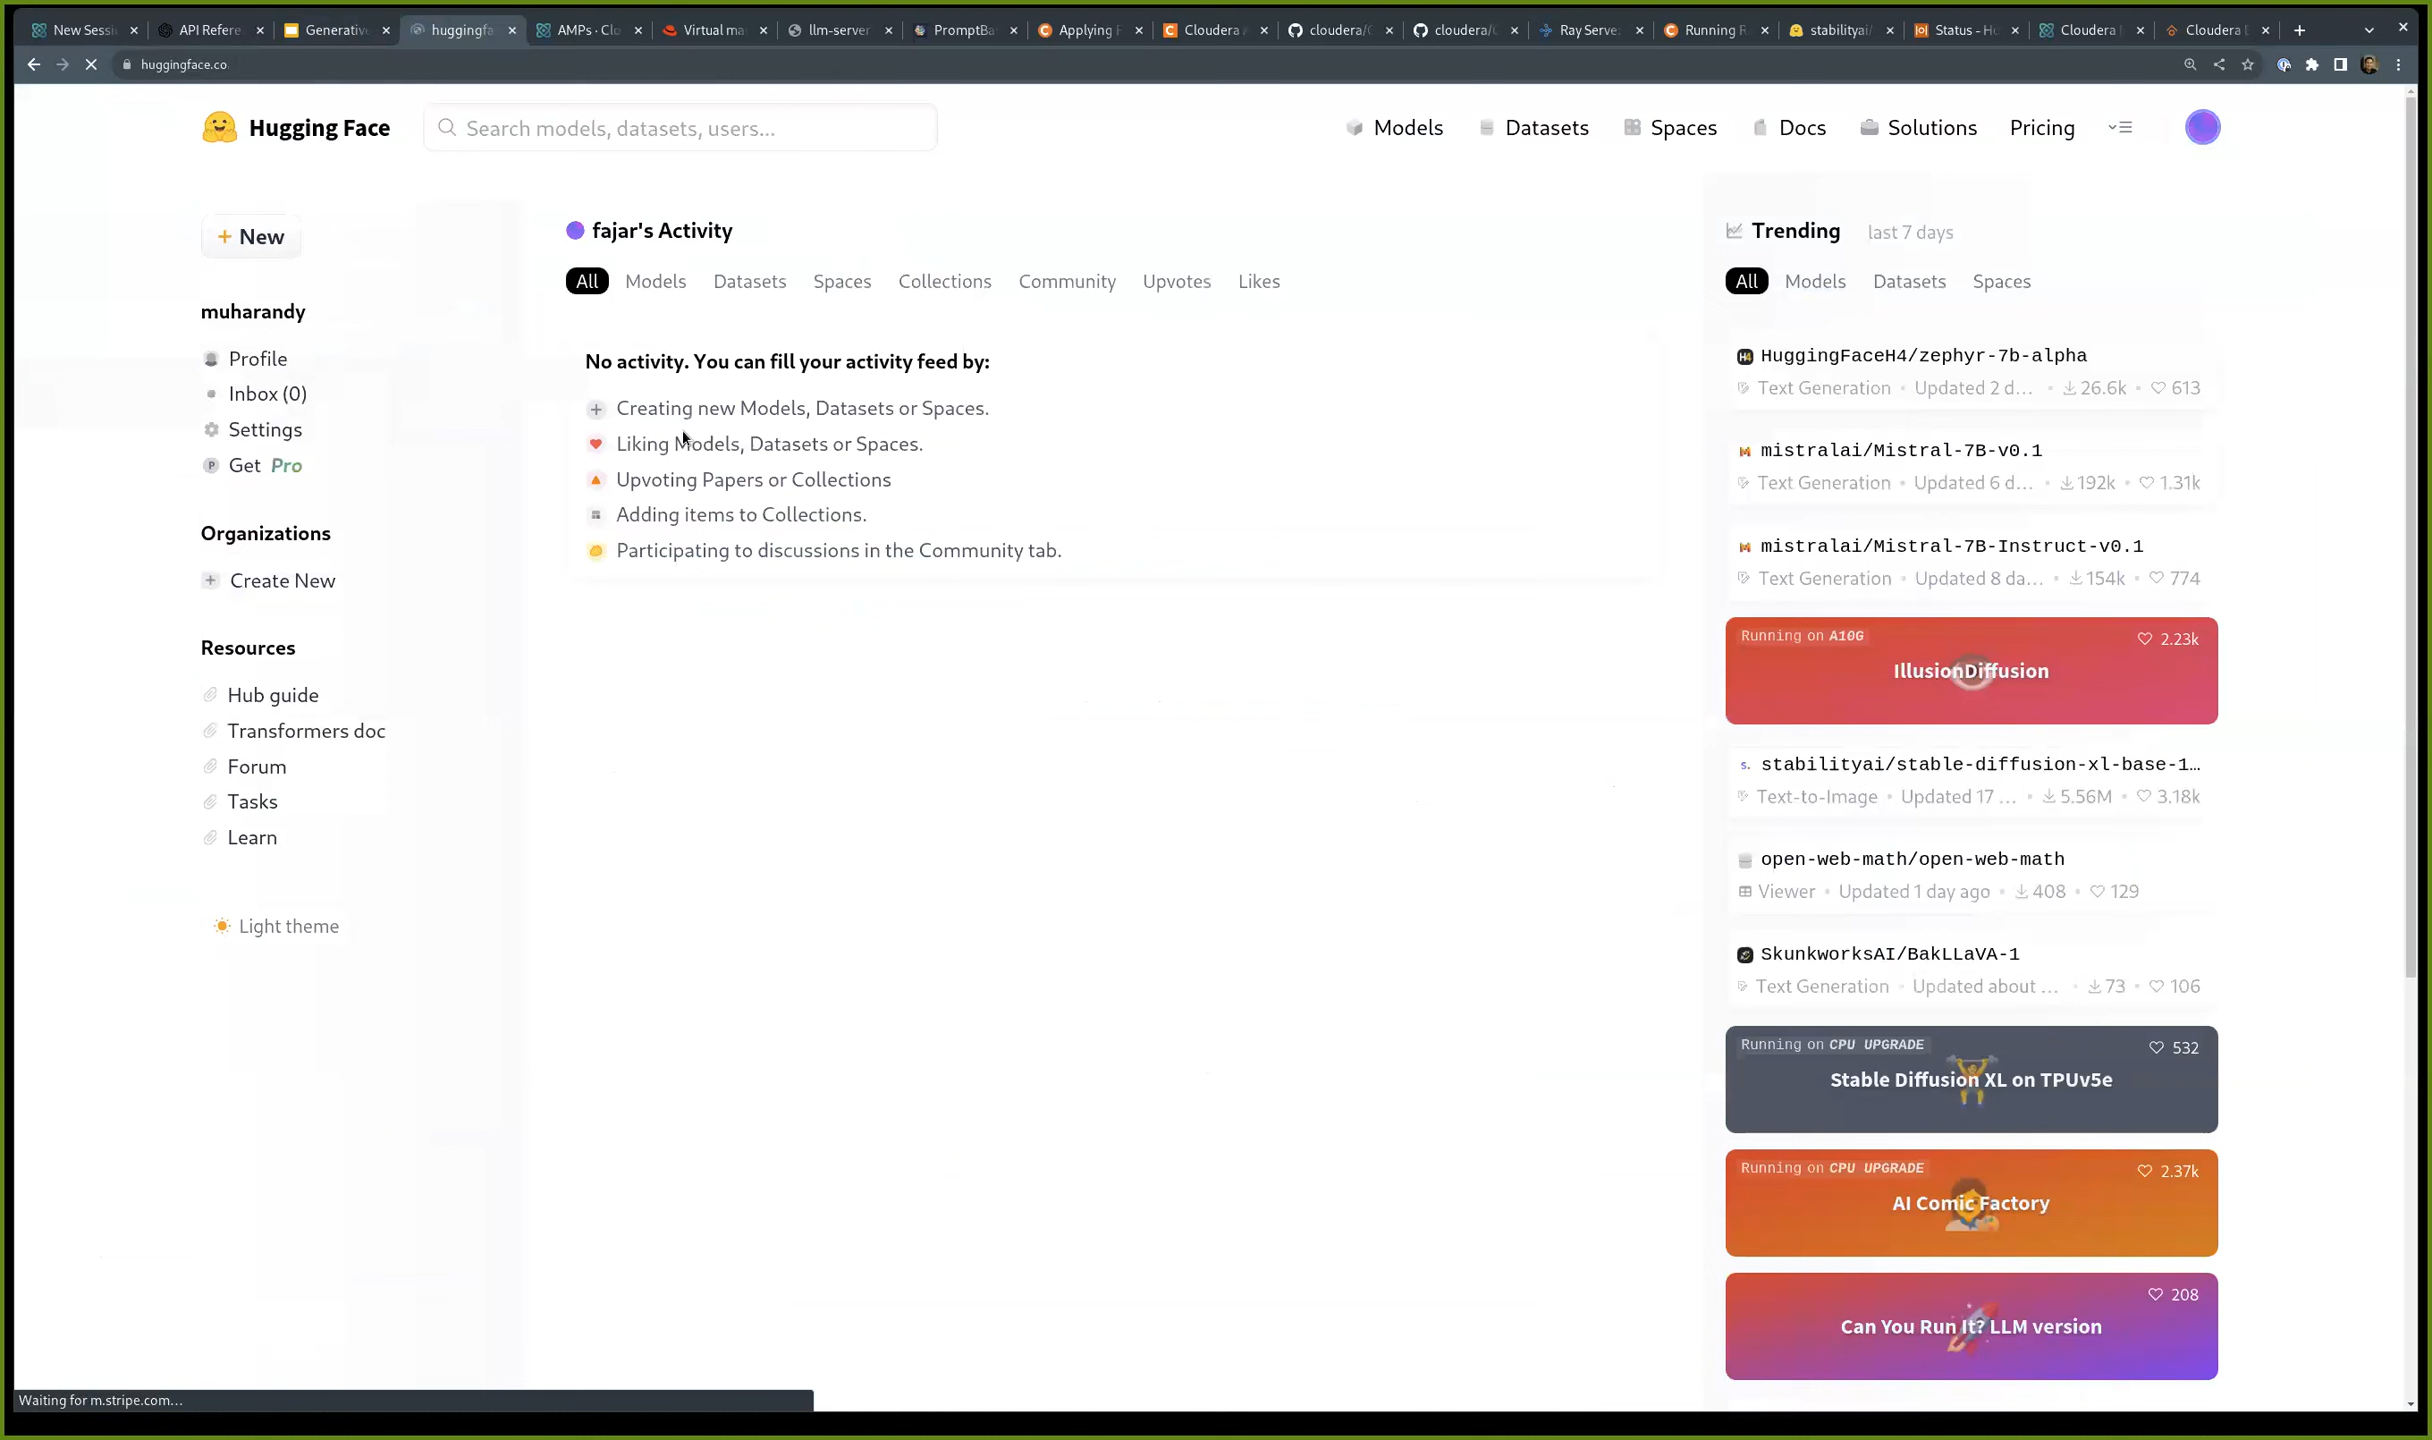 New Sessi
API Refere
Generativ
huggingfa
AMPs · Clo
Virtual ma
llm-server
PromptBa
Applying F
Cloudera
cloudera/
cloudera/
Ray Serve:
Running R
stabilityai/
Status - Ho
Cloudera
Cloudera
huggingface.co
Hugging Face
Search models, datasets, users...
Models
Datasets
Spaces
Docs
Solutions
Pricing
+ New
muharandy
Profile
Inbox (0)
Settings
Get Pro
Organizations
Create New
Resources
Hub guide
Transformers doc
Forum
Tasks
Learn
Light theme
fajar's Activity
All Models Datasets Spaces Collections Community Upvotes Likes
No activity. You can fill your activity feed by:
Creating new Models, Datasets or Spaces.
Liking Models, Datasets or Spaces.
Upvoting Papers or Collections
Adding items to Collections.
Participating to discussions in the Community tab.
Trending last 7 days
All Models Datasets Spaces
HuggingFaceH4/zephyr-7b-alpha
Text Generation • Updated 2 d... • 26.6k • 613
mistralai/Mistral-7B-v0.1
Text Generation • Updated 6 d... • 192k • 1.31k
mistralai/Mistral-7B-Instruct-v0.1
Text Generation • Updated 8 da... • 154k • 774
Running on A10G
2.23k
IllusionDiffusion
stabilityai/stable-diffusion-xl-base-1…
Text-to-Image • Updated 17 ... • 5.56M • 3.18k
open-web-math/open-web-math
Viewer • Updated 1 day ago • 408 • 129
SkunkworksAI/BakLLaVA-1
Text Generation • Updated about ... • 73 • 106
Running on CPU UPGRADE
532
Stable Diffusion XL on TPUv5e
Running on CPU UPGRADE
2.37k
AI Comic Factory
208
Can You Run It? LLM version
Waiting for m.stripe.com...